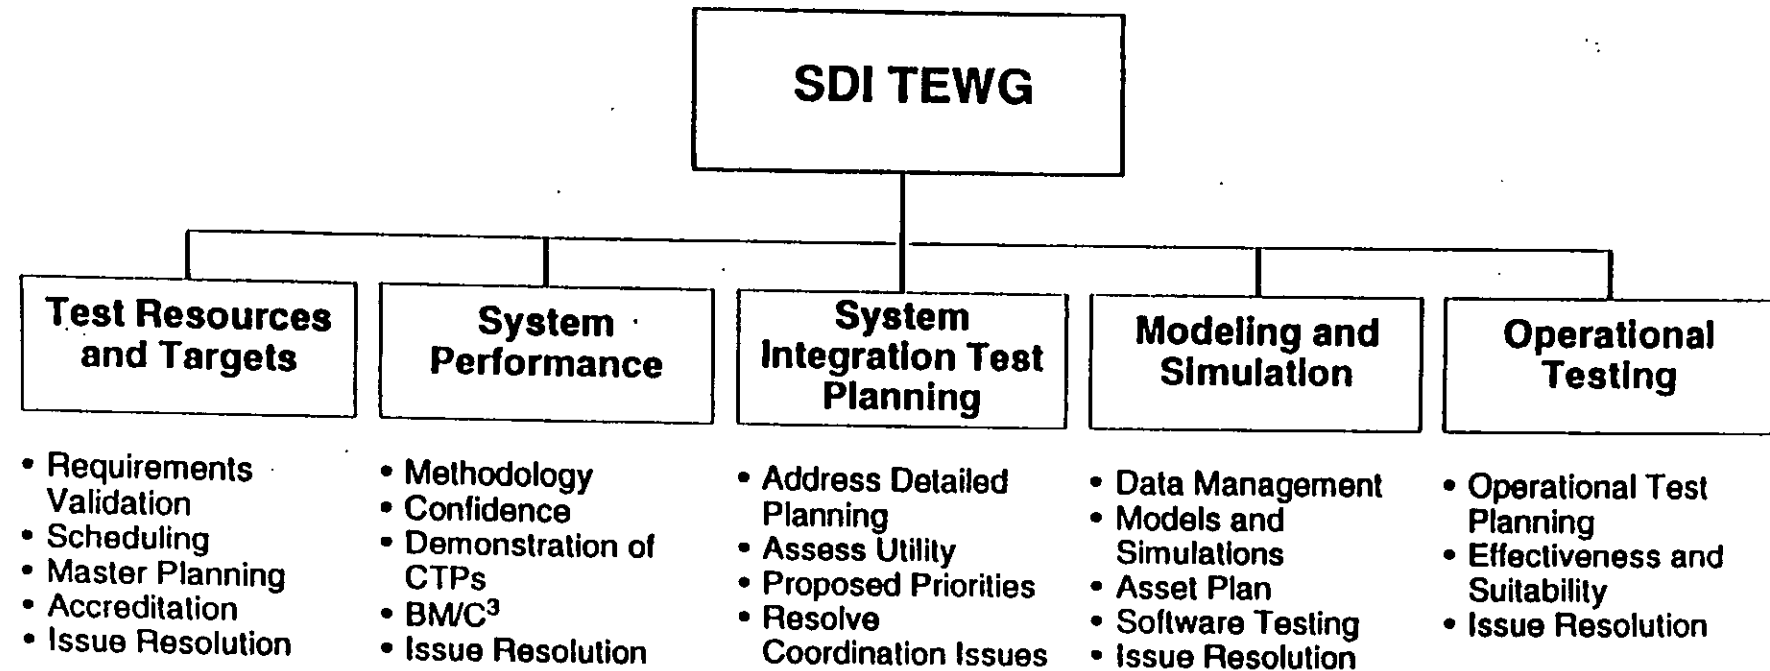 SDI TEWG
Test Resources
and Targets
System
Performance
System
Integration Test
Planning
Modeling and
Simulation
Operational
Testing
• Requirements
Validation
• Scheduling
• Master Planning
• Accreditation
• Issue Resolution
• Methodology
• Confidence
• Demonstration of
CTPs
• BM/C³
• Issue Resolution
• Address Detailed
Planning
• Assess Utility
• Proposed Priorities
• Resolve
Coordination Issues
• Data Management
• Models and
Simulations
• Asset Plan
• Software Testing
• Issue Resolution
• Operational Test
Planning
• Effectiveness and
Suitability
• Issue Resolution